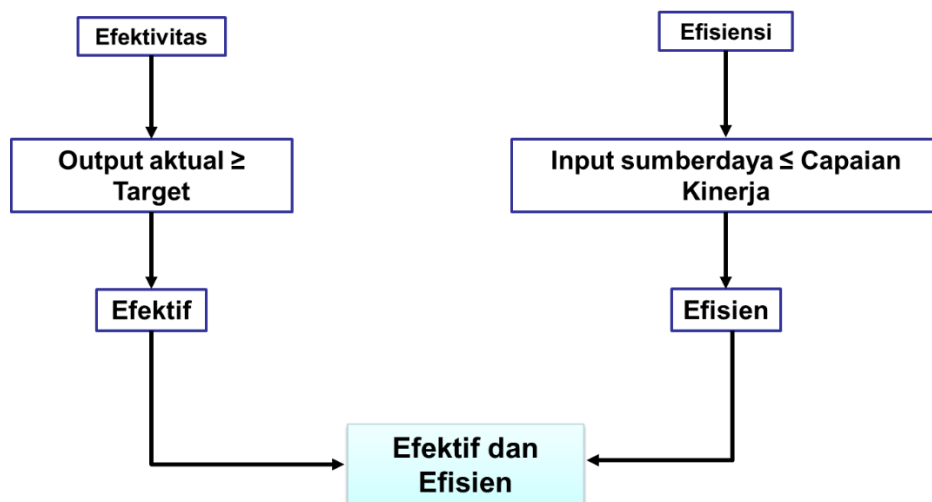 Efektivitas
Efisiensi
Output aktual ≥
Target
Input sumberdaya ≤ Capaian
Kinerja
Efektif
Efisien
Efektif dan
Efisien